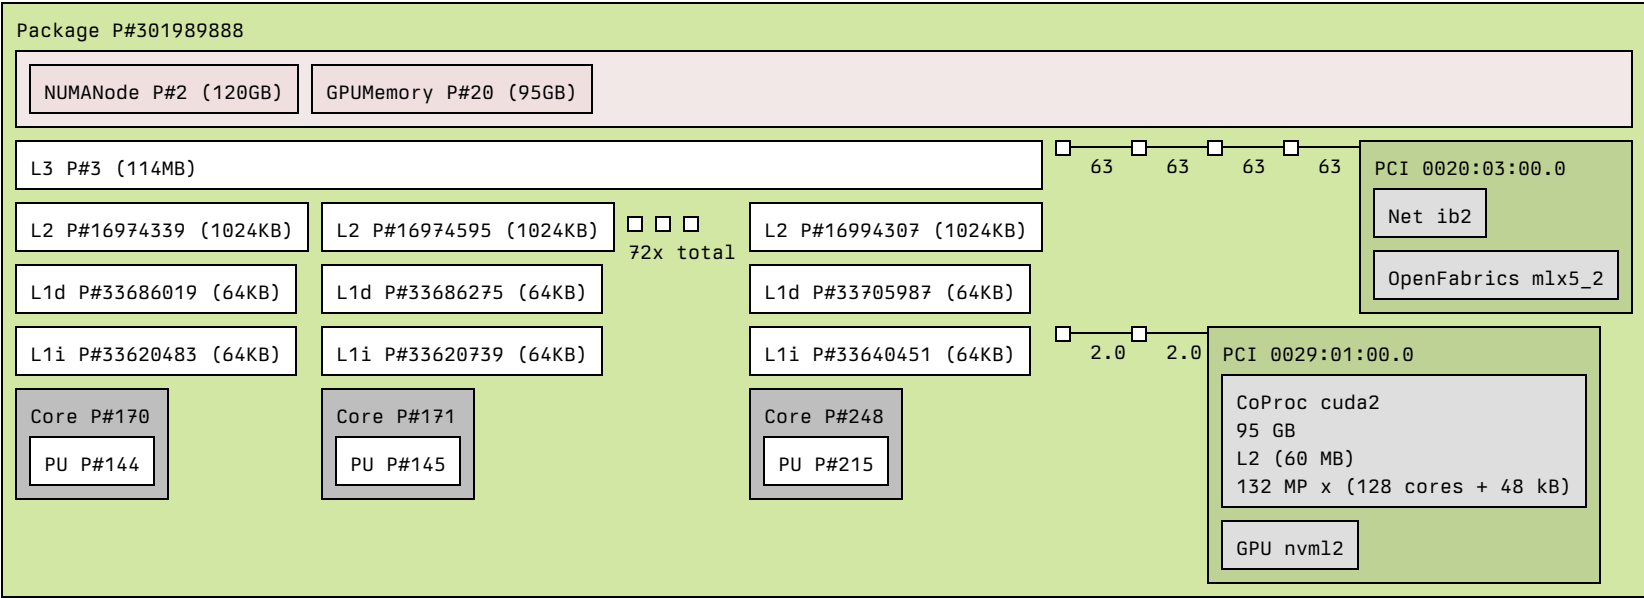 Package P#301989888
NUMANode P#2 (120GB)
GPUMemory P#20 (95GB)
L3 P#3 (114MB)
63
63
63
63
PCI 0020:03:00.0
Net ib2
OpenFabrics mlx5_2
L2 P#16974339 (1024KB)
L2 P#16974595 (1024KB)
72x total
L2 P#16994307 (1024KB)
L1d P#33686019 (64KB)
L1d P#33686275 (64KB)
L1d P#33705987 (64KB)
L1i P#33620483 (64KB)
L1i P#33620739 (64KB)
L1i P#33640451 (64KB)
2.0
2.0
PCI 0029:01:00.0
CoProc cuda2
95 GB
L2 (60 MB)
132 MP x (128 cores + 48 kB)
GPU nvml2
Core P#170
PU P#144
Core P#171
PU P#145
Core P#248
PU P#215